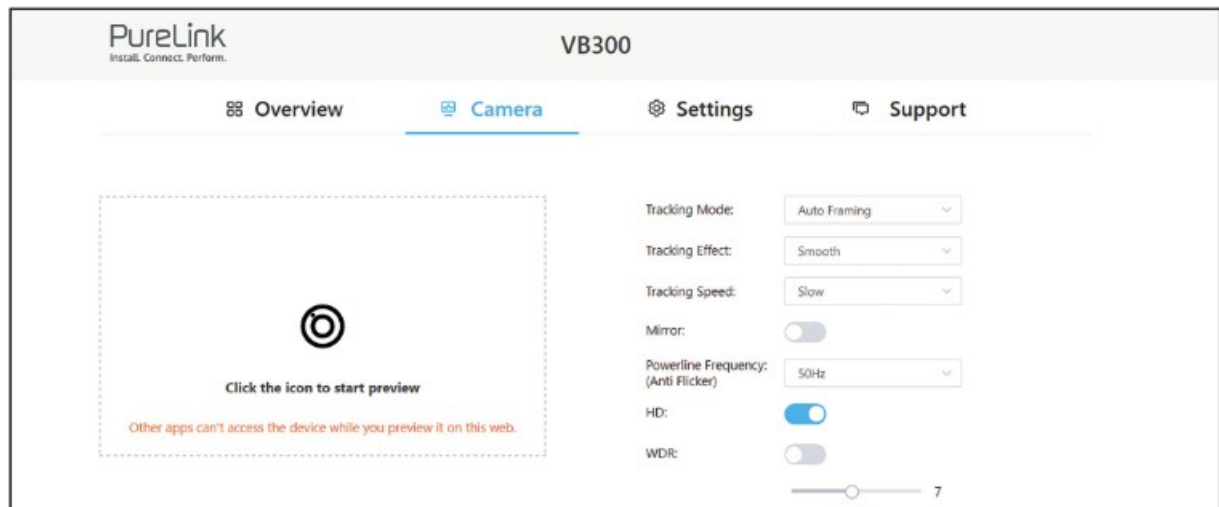 PureLink
Install. Connect. Perform.
VB300
Overview Camera Settings Support
Click the icon to start preview
Other apps can't access the device while you preview it on this web.
Tracking Mode: Auto Framing
Tracking Effect: Smooth
Tracking Speed: Slow
Mirror:
Powerline Frequency: 50Hz
(Anti Flicker)
HD:
WDR:
7